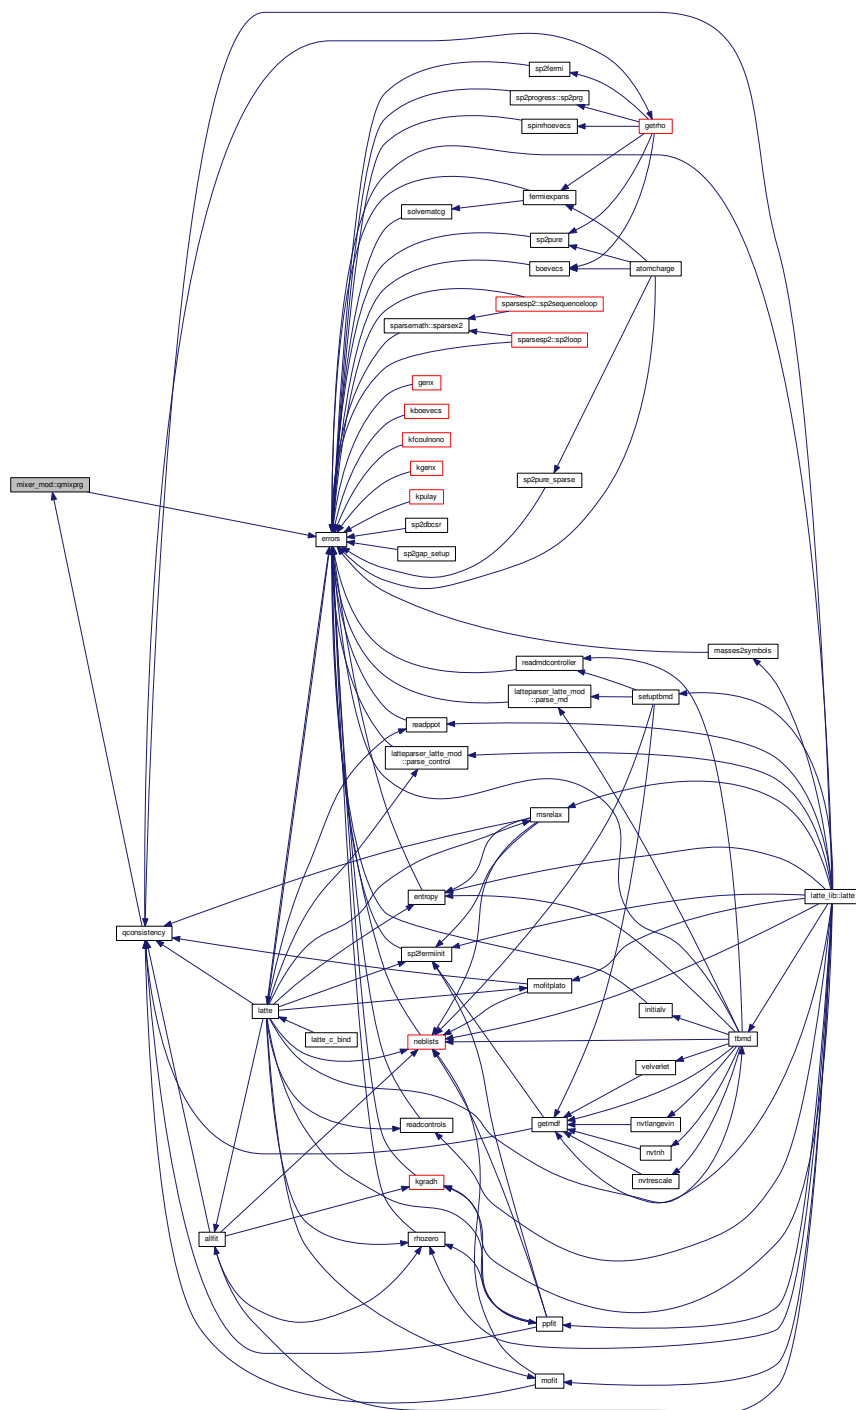 sp2fermi
sp2progress::sp2prg
spinrhoevecs
getrho
fermiexpans
solvematcg
sp2pure
boevecs
atomcharge
sparsesp2::sp2sequenceloop
sparsemath::sparsex2
sparsesp2::sp2loop
genx
kboevecs
kfcoulnono
kgenx
sp2pure_sparse
mixer_mod::qmixprg
kpulay
sp2dbcsr
errors
sp2gap_setup
masses2symbols
readmdcontroller
latteparser_latte_mod
::parse_md
setuptbmd
readppot
latteparser_latte_mod
::parse_control
msrelax
entropy
latte_lib::latte
qconsistency
sp2fermiinit
mofitplato
initialv
latte
latte_c_bind
neblists
tbmd
velverlet
readcontrols
getmdf
nvtlangevin
nvtnh
kgradh
nvtrescale
allfit
rhozero
ppfit
mofit